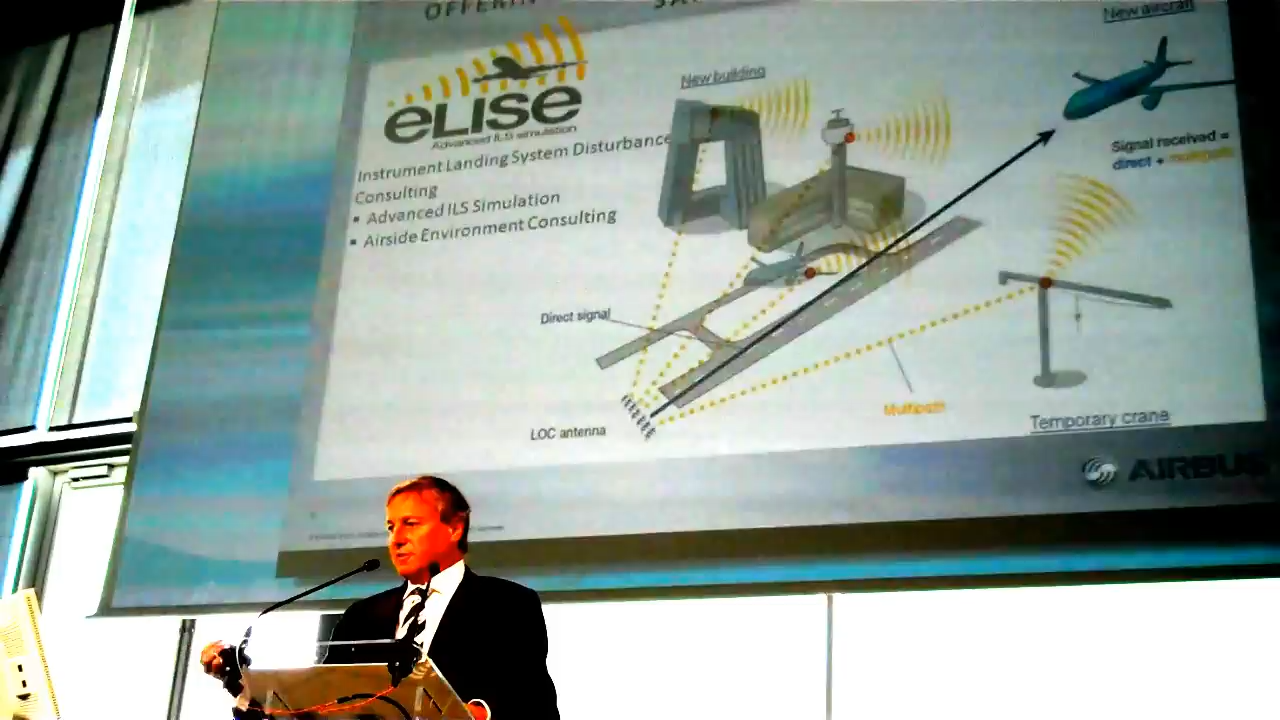 New aircraft
eLISE
Advanced ILS simulation
New building
Instrument Landing System Disturbance
Consulting
▪ Advanced ILS Simulation
▪ Airside Environment Consulting
Signal received =
direct + multipath
Direct signal
Multipath
LOC antenna
Temporary crane
AIRBUS